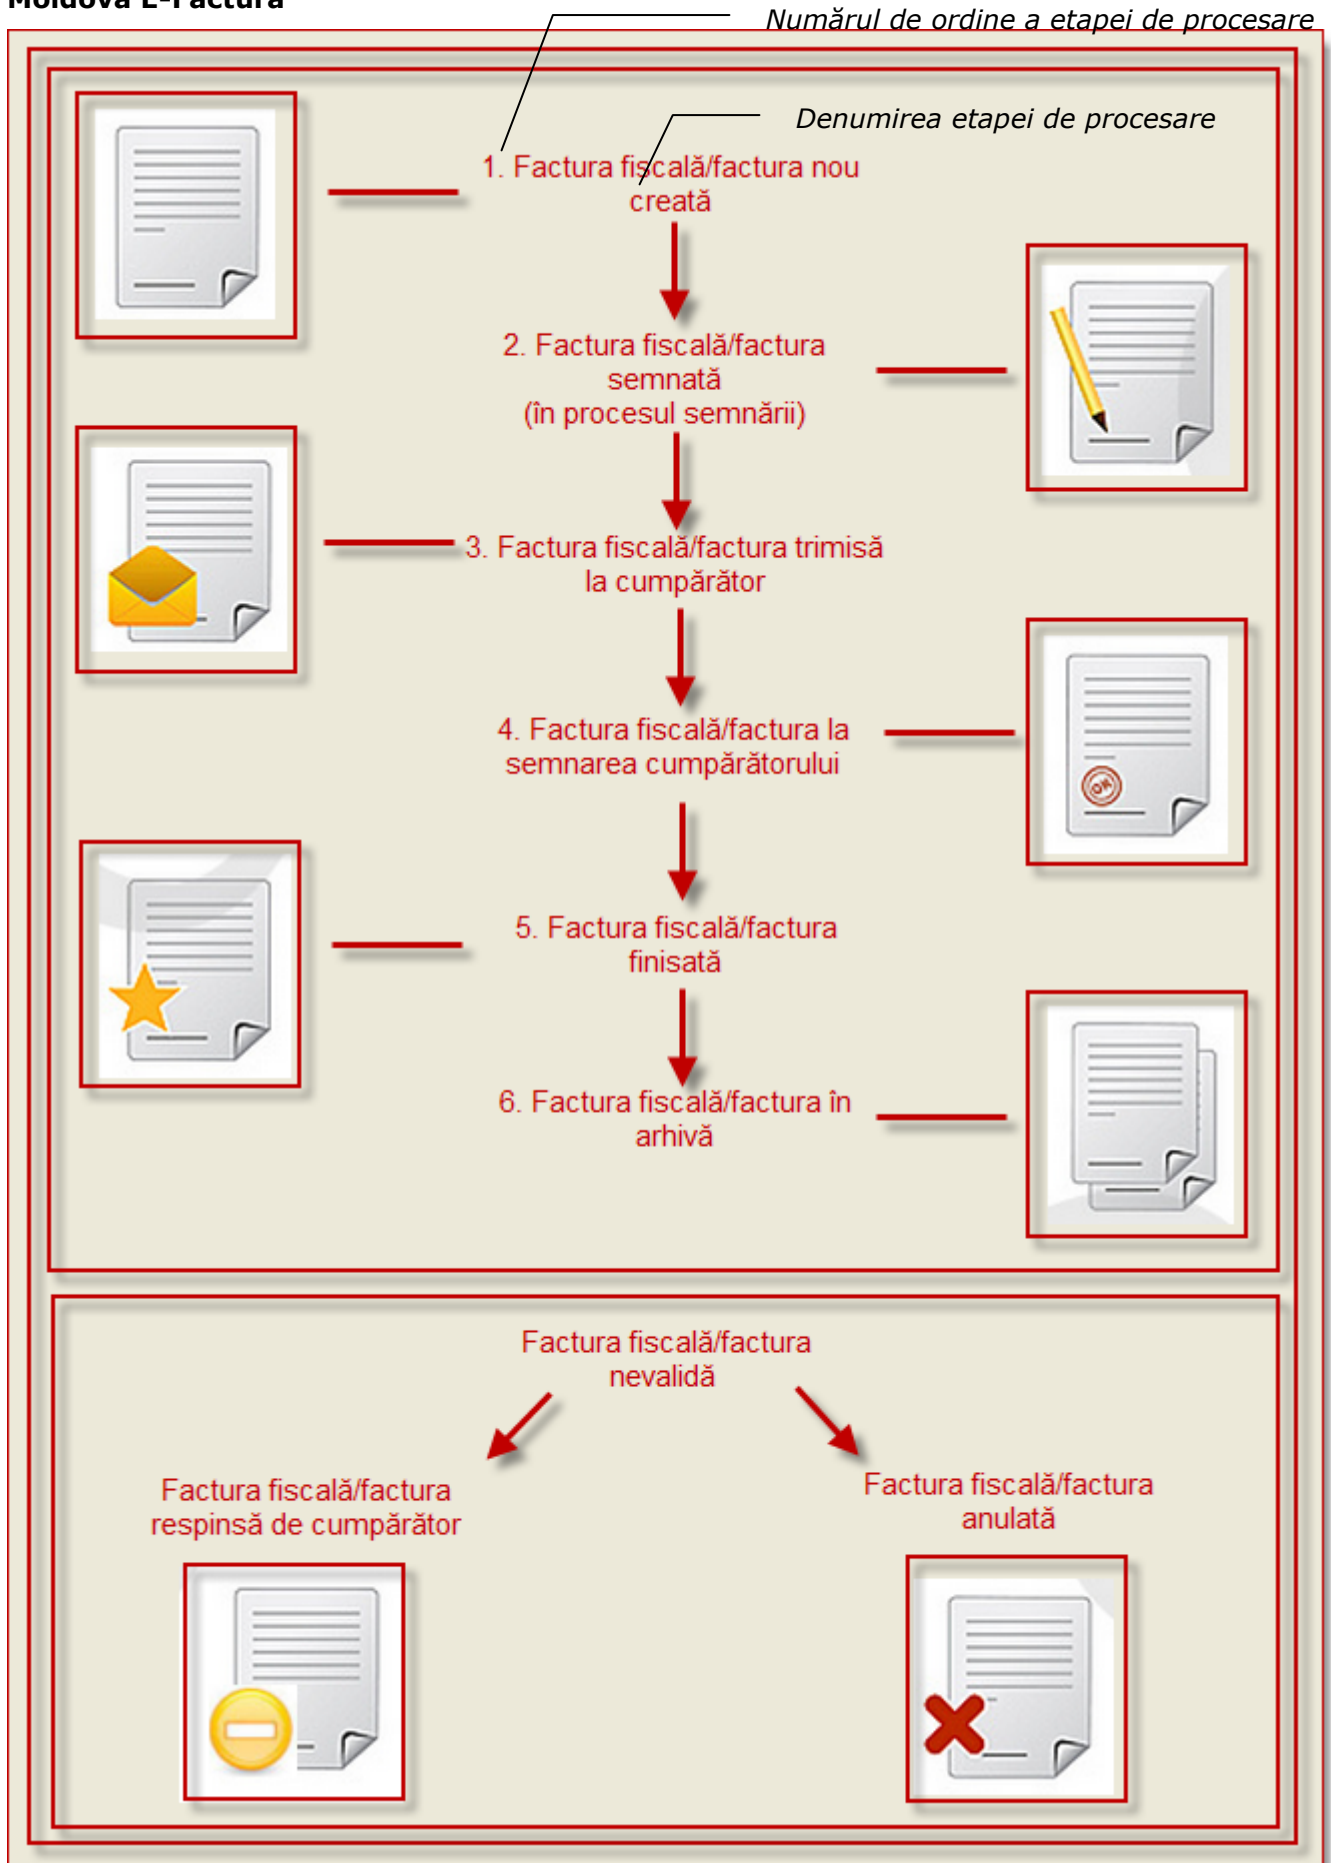 Moldova E-Factura
Numărul de ordine a etapei de procesare
Denumirea etapei de procesare
1. Factura fiscală/factura nou
creată
2. Factura fiscală/factura
semnată
(în procesul semnării)
3. Factura fiscală/factura trimisă
la cumpărător
4. Factura fiscală/factura la
semnarea cumpărătorului
OK
5. Factura fiscală/factura
finisată
6. Factura fiscală/factura în
arhivă
Factura fiscală/factura
nevalidă
Factura fiscală/factura
respinsă de cumpărător
Factura fiscală/factura
anulată